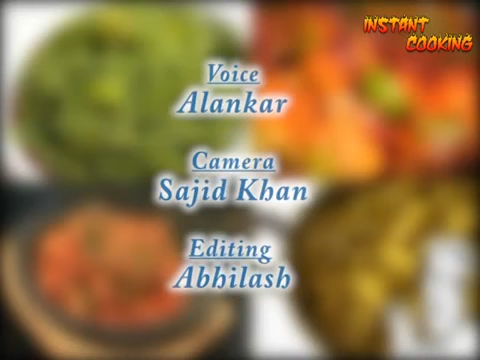 INSTANT
COOKING
Voice
Alankar
Camera
Sajid Khan
Editing
Abhilash